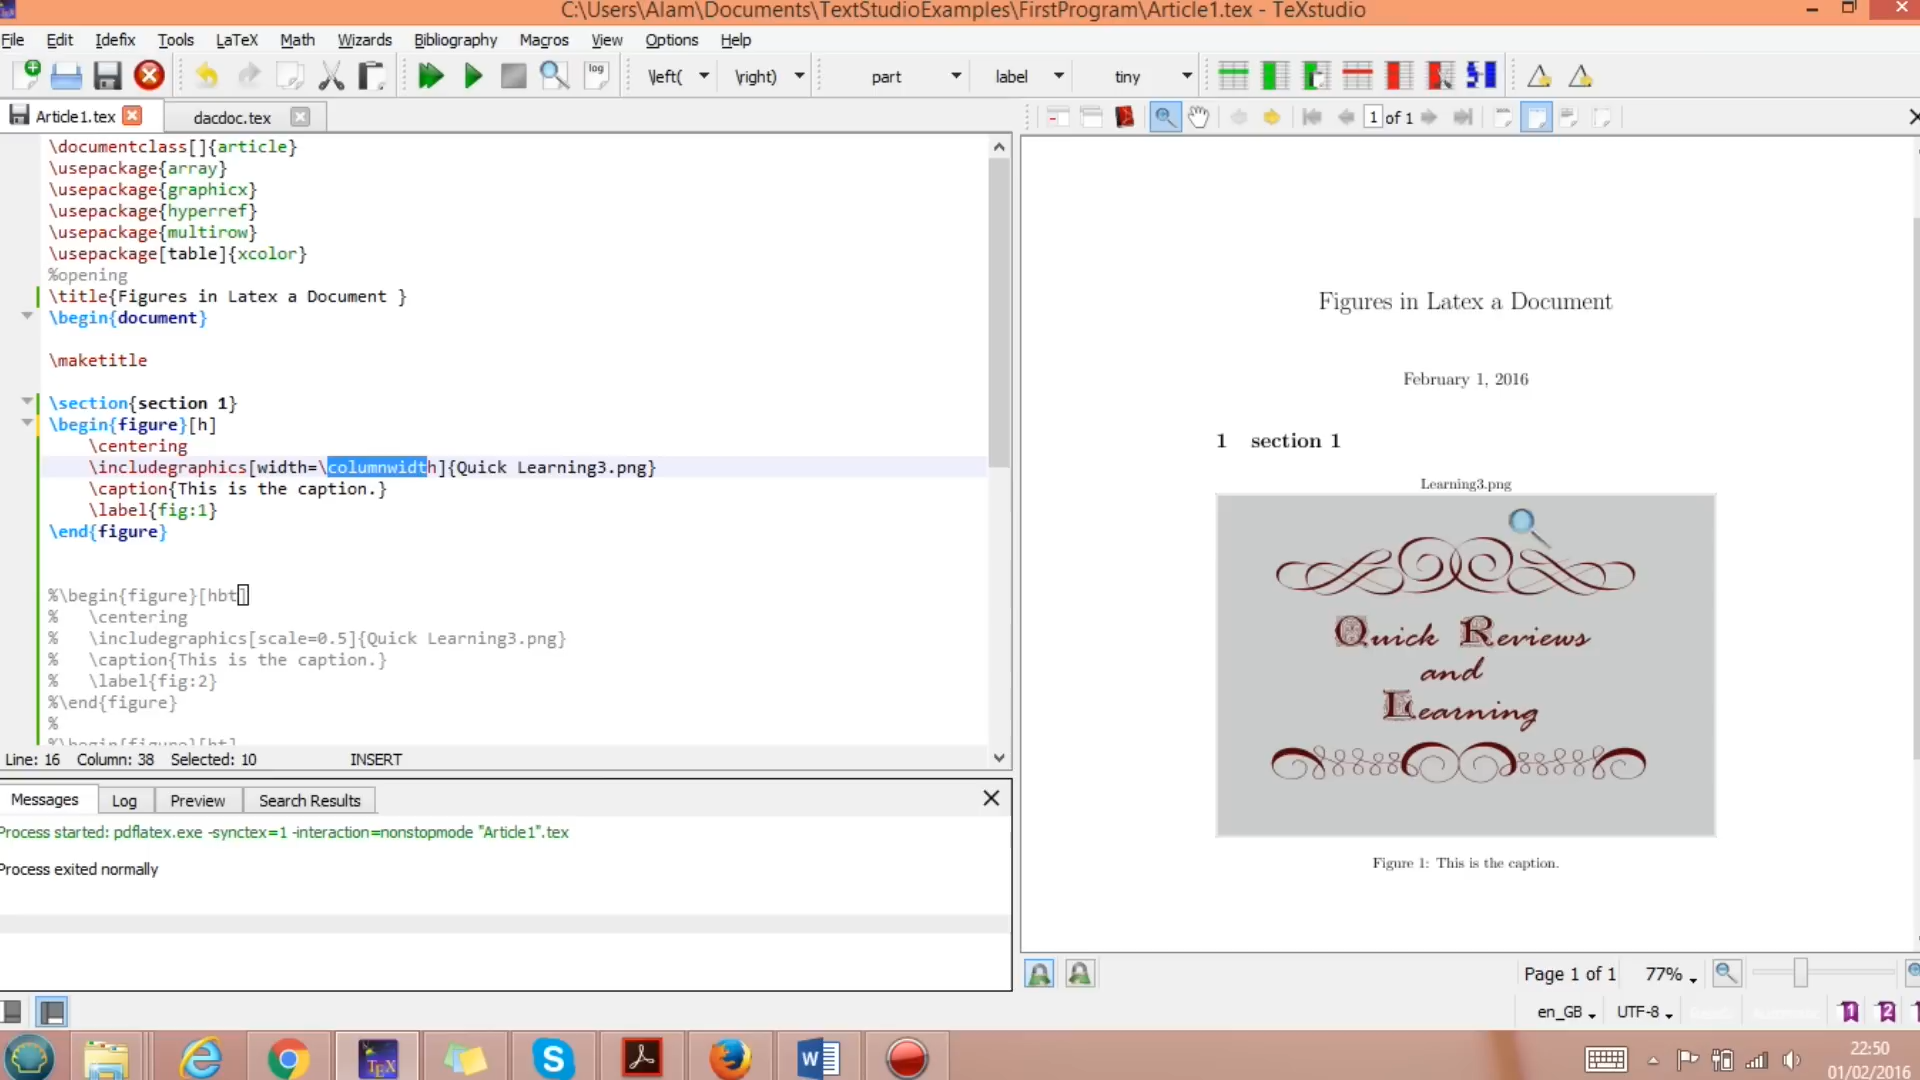 C:\Users\Alam\Documents\TextStudioExamples\FirstProgram\Article1.tex - TeXstudio
File Edit Idefix Tools LaTeX Math Wizards Bibliography Macros View Options Help
log \left( \right) part label tiny
Article1.tex dacdoc.tex
1 of 1
\documentclass[]{article}
\usepackage{array}
\usepackage{graphicx}
\usepackage{hyperref}
\usepackage{multirow}
\usepackage[table]{xcolor}
%opening
\title{Figures in Latex a Document }
\begin{document}
\maketitle
\section{section 1}
\begin{figure}[h]
\centering
\includegraphics[width=\columnwidth]{Quick Learning3.png}
\caption{This is the caption.}
\label{fig:1}
\end{figure}
%\begin{figure}[hbt]
% \centering
% \includegraphics[scale=0.5]{Quick Learning3.png}
% \caption{This is the caption.}
% \label{fig:2}
%\end{figure}
%
%\begin{figure}[ht]
Line: 16 Column: 38 Selected: 10 INSERT
Messages Log Preview Search Results
Process started: pdflatex.exe -synctex=1 -interaction=nonstopmode "Article1".tex
Process exited normally
Figures in Latex a Document
February 1, 2016
1 section 1
Learning3.png
Quick Reviews
and
Learning
Figure 1: This is the caption.
Page 1 of 1 77%
en_GB UTF-8
22:50
01/02/2016